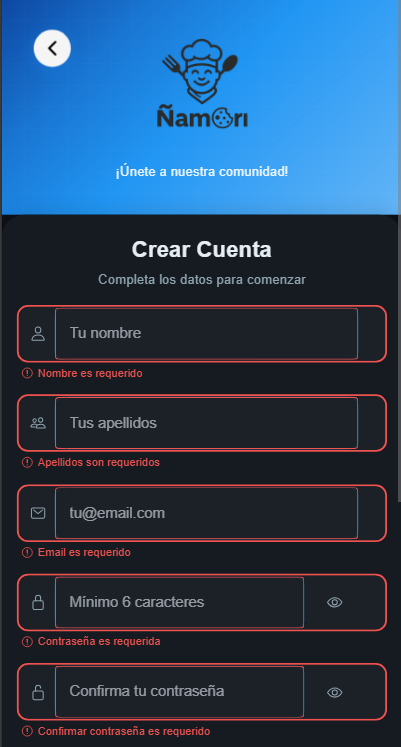 Ñamori
¡Únete a nuestra comunidad!
Crear Cuenta
Completa los datos para comenzar
Tu nombre
Nombre es requerido
Tus apellidos
Apellidos son requeridos
tu@email.com
Email es requerido
Mínimo 6 caracteres
Contraseña es requerida
Confirma tu contraseña
Confirmar contraseña es requerido